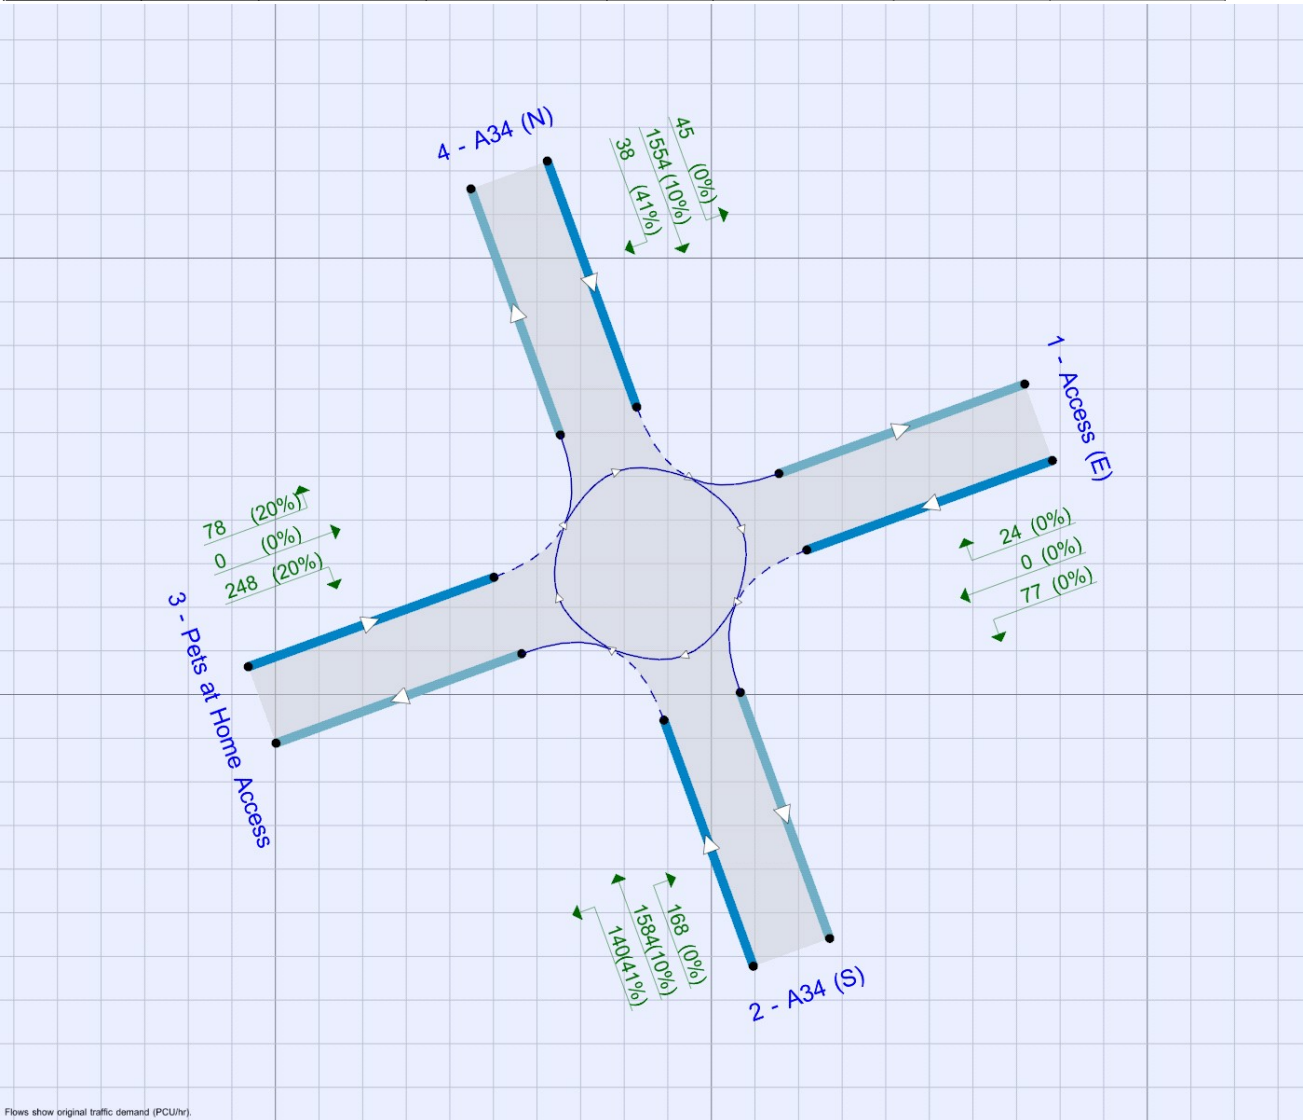 4 - A34 (N)
45 (0%)
1554 (10%)
38 (41%)
1 - Access (E)
78 (20%)
0 (0%)
248 (20%)
24 (0%)
0 (0%)
77 (0%)
3 - Pets at Home Access
168 (0%)
1584(10%)
140(41%)
2 - A34 (S)
Flows show original traffic demand (PCU/hr).